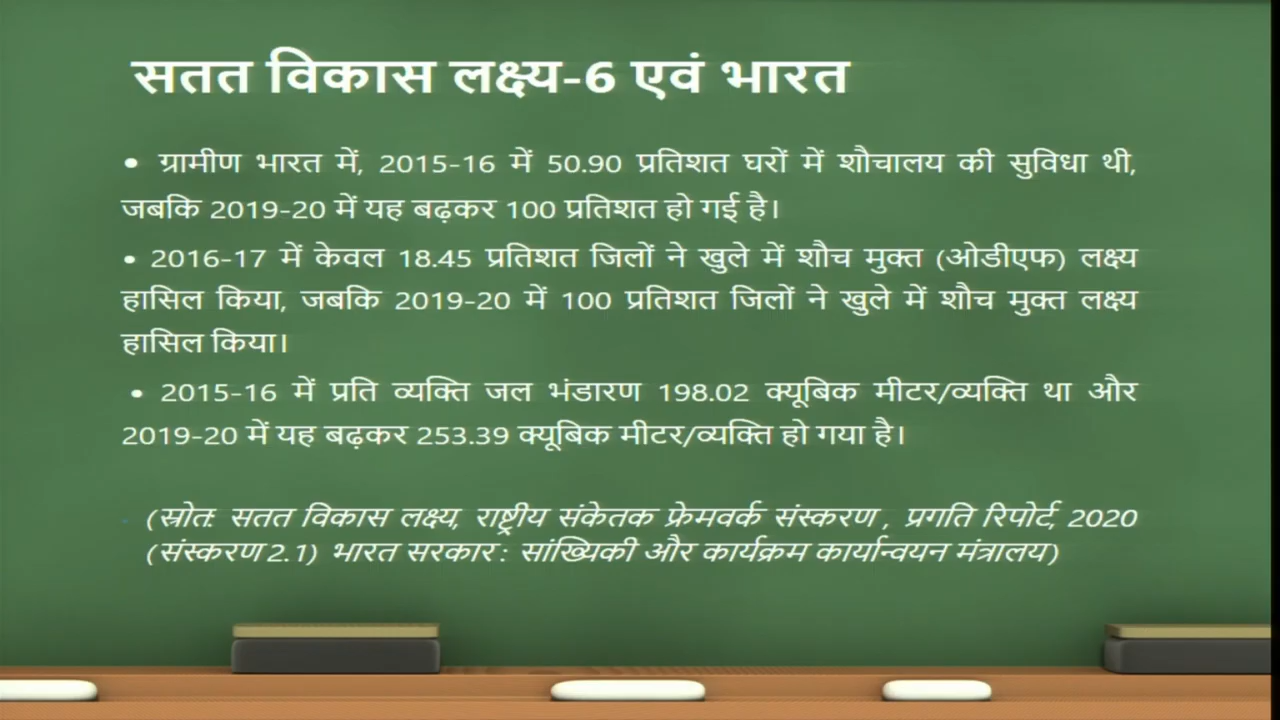 सतत विकास लक्ष्य-6 एवं भारत
• ग्रामीण भारत में, 2015-16 में 50.90 प्रतिशत घरों में शौचालय की सुविधा थी,
जबकि 2019-20 में यह बढ़कर 100 प्रतिशत हो गई है।
• 2016-17 में केवल 18.45 प्रतिशत जिलों ने खुले में शौच मुक्त (ओडीएफ) लक्ष्य
हासिल किया, जबकि 2019-20 में 100 प्रतिशत जिलों ने खुले में शौच मुक्त लक्ष्य
हासिल किया।
• 2015-16 में प्रति व्यक्ति जल भंडारण 198.02 क्यूबिक मीटर/व्यक्ति था और
2019-20 में यह बढ़कर 253.39 क्यूबिक मीटर/व्यक्ति हो गया है।
(स्रोत: सतत विकास लक्ष्य, राष्ट्रीय संकेतक फ्रेमवर्क संस्करण , प्रगति रिपोर्ट, 2020
(संस्करण 2.1) भारत सरकार : सांख्यिकी और कार्यक्रम कार्यान्वयन मंत्रालय)